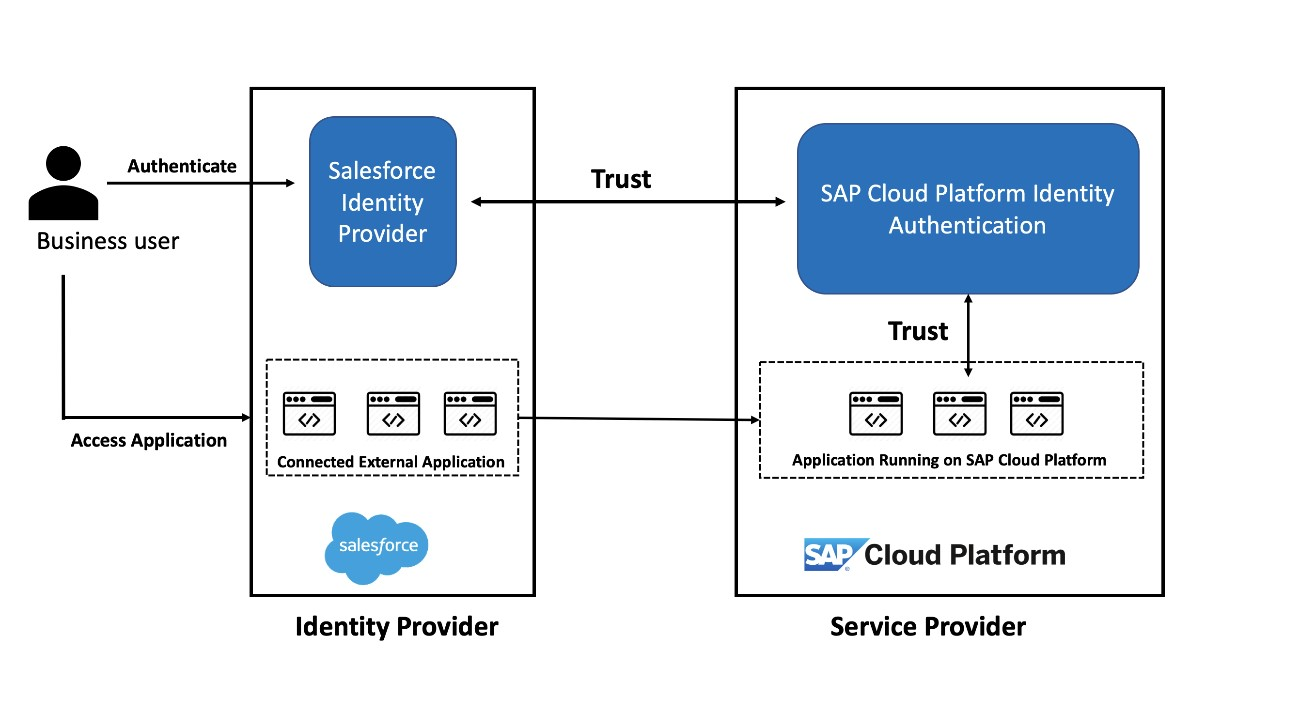 Authenticate
Business user
Access Application
Salesforce
Identity
Provider
Trust
SAP Cloud Platform Identity
Authentication
Trust
</>
</>
</>
Connected External Application
</>
</>
</>
Application Running on SAP Cloud Platform
salesforce
SAP® Cloud Platform
Identity Provider
Service Provider